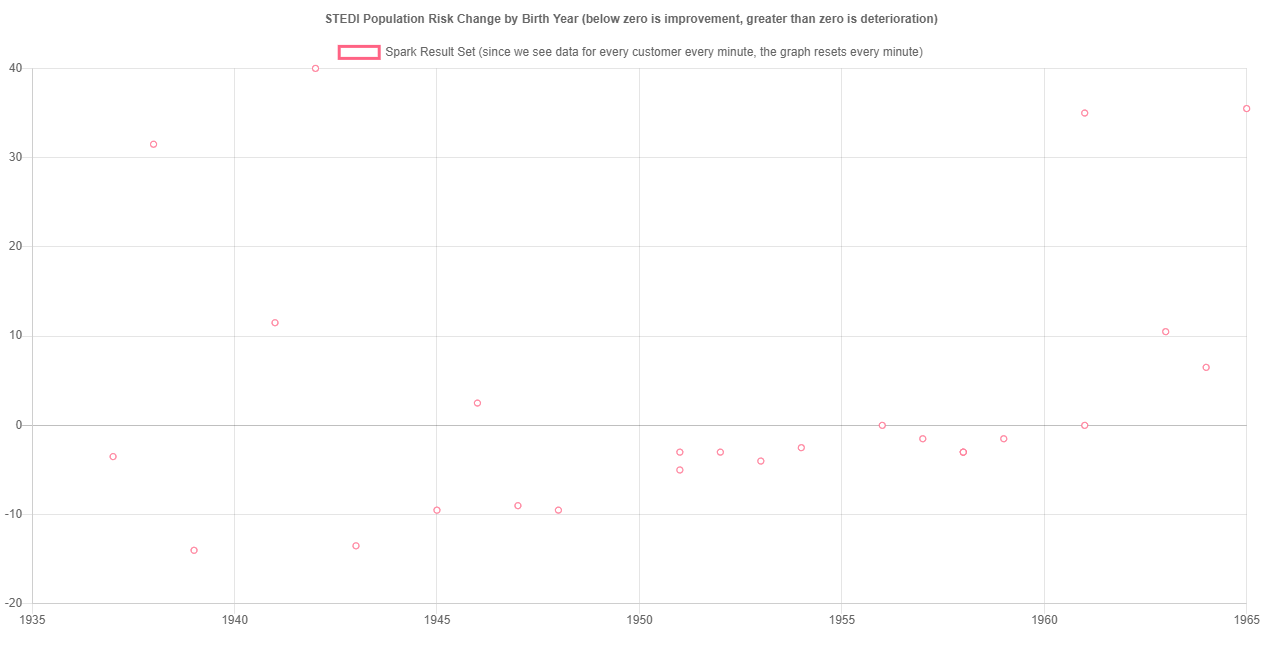 STEDI Population Risk Change by Birth Year (below zero is improvement, greater than zero is deterioration)
Spark Result Set (since we see data for every customer every minute, the graph resets every minute)
40
30
20
10
0
-10
-20
1935 1940 1945 1950 1955 1960 1965